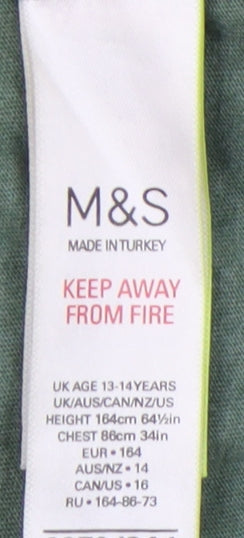 M&S
MADE IN TURKEY
KEEP AWAY
FROM FIRE
UK AGE 13-14 YEARS
UK/AUS/CAN/NZ/US
HEIGHT 164cm 64½in
CHEST 86cm 34in
EUR • 164
AUS/NZ • 14
CAN/US • 16
RU • 164-86-73